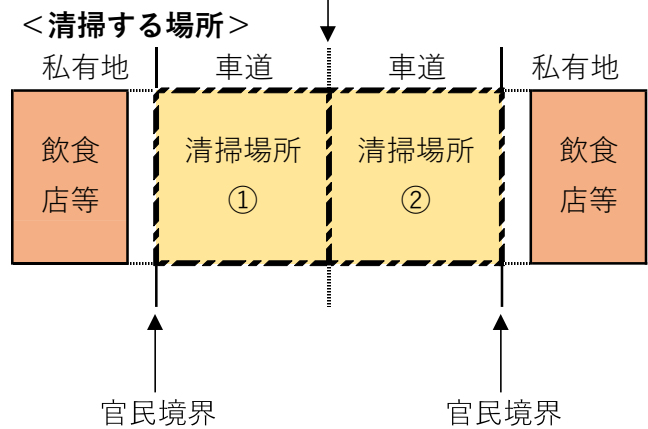 ＜清掃する場所＞
私有地 車道 車道 私有地
飲食
店等
清掃場所
①
清掃場所
②
飲食
店等
官民境界 官民境界